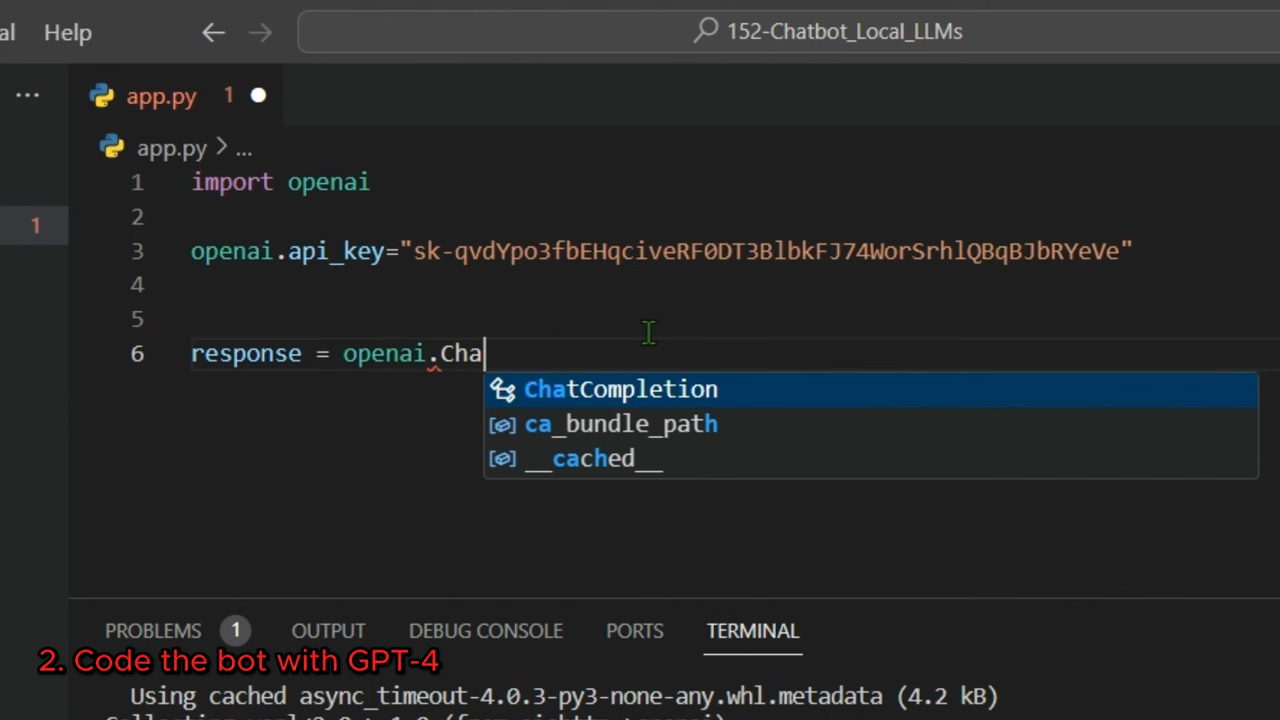 al Help 152-Chatbot_Local_LLMs
... app.py 1
app.py > ...
1 import openai
2
1
3 openai.api_key="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"
4
5
6 response = openai.Cha
ChatCompletion
ca_bundle_path
__cached__
PROBLEMS 1 OUTPUT DEBUG CONSOLE PORTS TERMINAL
2. Code the bot with GPT-4
Using cached async_timeout-4.0.3-py3-none-any.whl.metadata (4.2 kB)